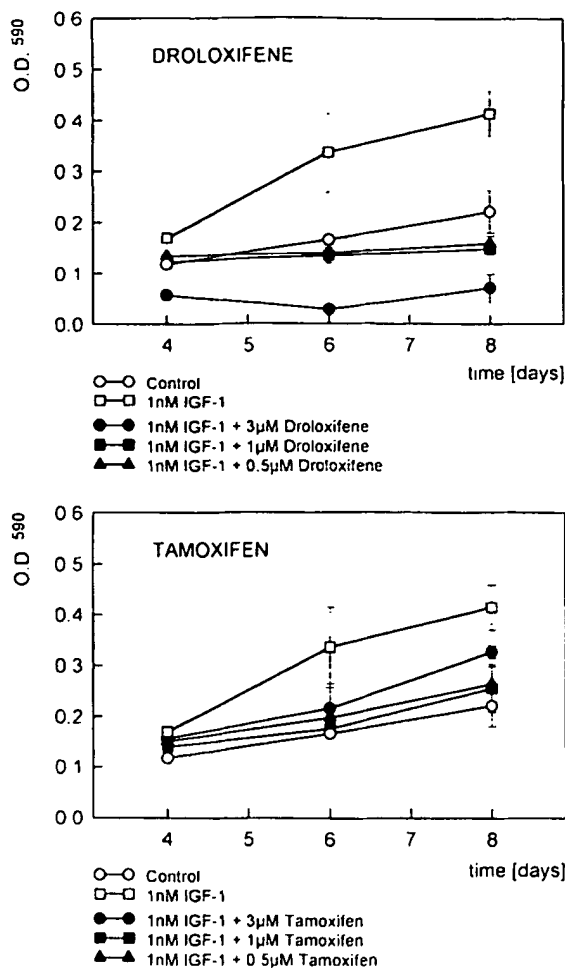 O.D. 590
0 6
DROLOXIFENE
0 5
0 4
0 3
0 2
0 1
0.0
4 5 6 7 8
time [days]
Control
1nM IGF-1
1nM IGF-1 + 3µM Droloxifene
1nM IGF-1 + 1µM Droloxifene
1nM IGF-1 + 0.5µM Droloxifene
O.D 590
0 6
TAMOXIFEN
0 5
0 4
0 3
0 2
0 1
0 0
4 5 6 7 8
time [days]
Control
1nM IGF-1
1nM IGF-1 + 3µM Tamoxifen
1nM IGF-1 + 1µM Tamoxifen
1nM IGF-1 + 0 5µM Tamoxifen